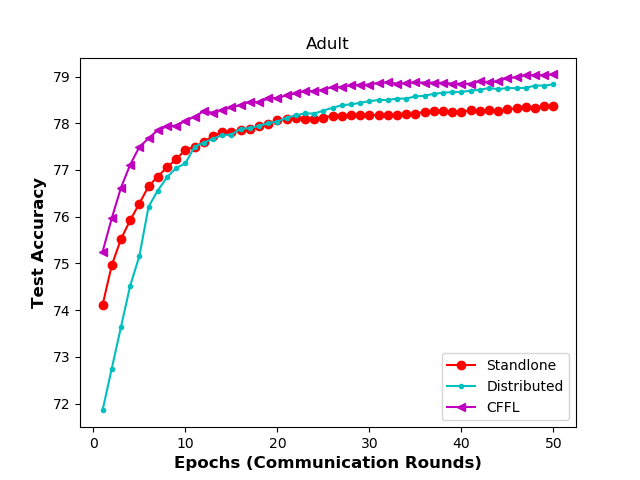 Adult
Test Accuracy
79
78
77
76
75
74
73
72
0 10 20 30 40 50
Epochs (Communication Rounds)
Standlone
Distributed
CFFL